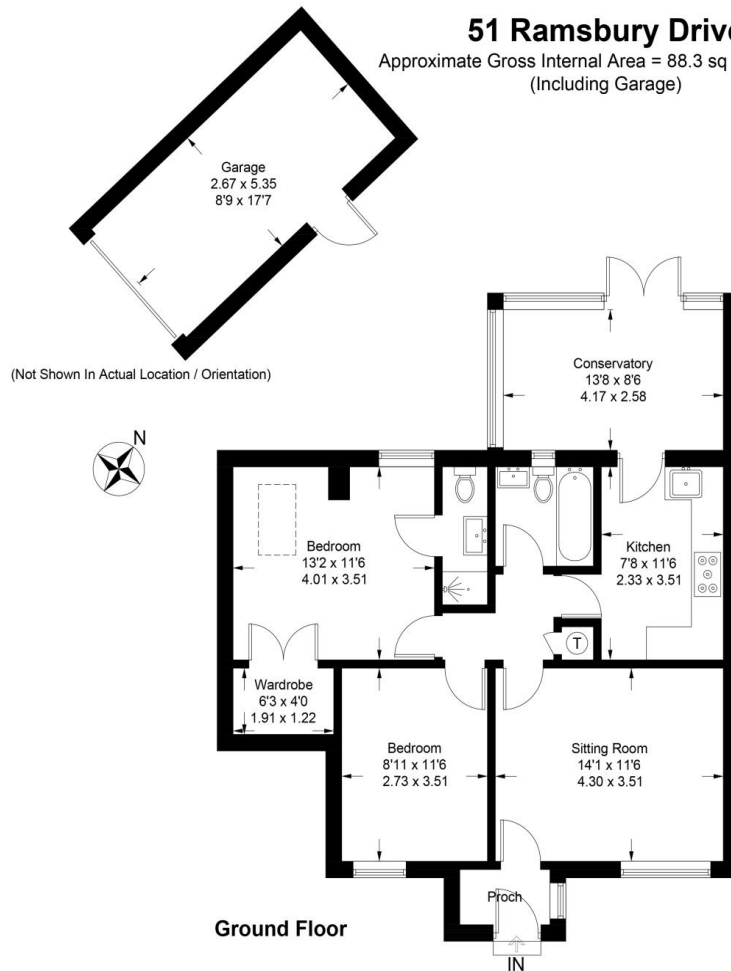 51 Ramsbury Drive
Approximate Gross Internal Area = 88.3 sq
(Including Garage)
Garage
2.67 x 5.35
8'9 x 17'7
(Not Shown In Actual Location / Orientation)
N
Conservatory
13'8 x 8'6
4.17 x 2.58
Bedroom
13'2 x 11'6
4.01 x 3.51
Kitchen
7'8 x 11'6
2.33 x 3.51
T
Wardrobe
6'3 x 4'0
1.91 x 1.22
Bedroom
8'11 x 11'6
2.73 x 3.51
Sitting Room
14'1 x 11'6
4.30 x 3.51
Proch
Ground Floor
IN